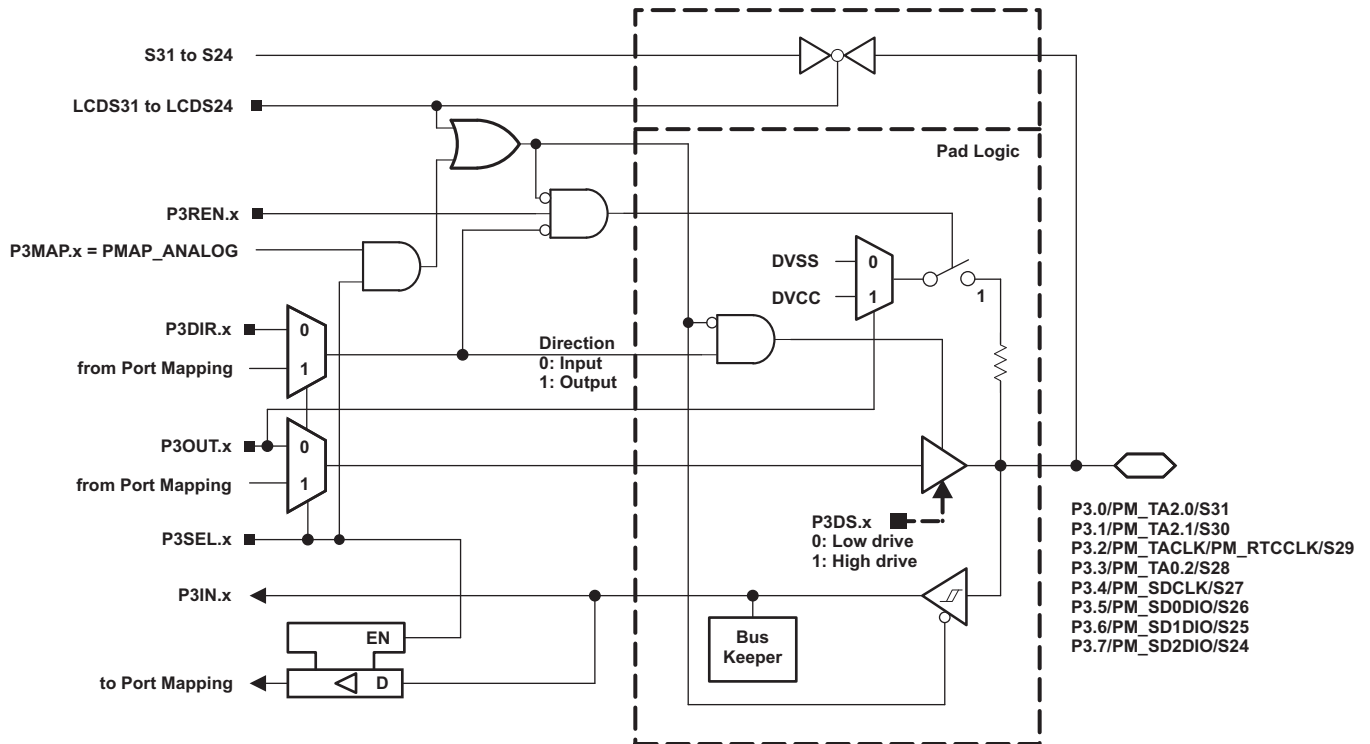 S31 to S24
LCDS31 to LCDS24
Pad Logic
P3REN.x
P3MAP.x = PMAP_ANALOG
DVSS
0
DVCC
1
1
P3DIR.x
0
from Port Mapping
1
Direction
0: Input
1: Output
P3OUT.x
0
from Port Mapping
1
P3SEL.x
P3DS.x
0: Low drive
1: High drive
P3.0/PM_TA2.0/S31
P3.1/PM_TA2.1/S30
P3.2/PM_TACLK/PM_RTCCLK/S29
P3.3/PM_TA0.2/S28
P3.4/PM_SDCLK/S27
P3.5/PM_SD0DIO/S26
P3.6/PM_SD1DIO/S25
P3.7/PM_SD2DIO/S24
P3IN.x
Bus
Keeper
EN
to Port Mapping
D